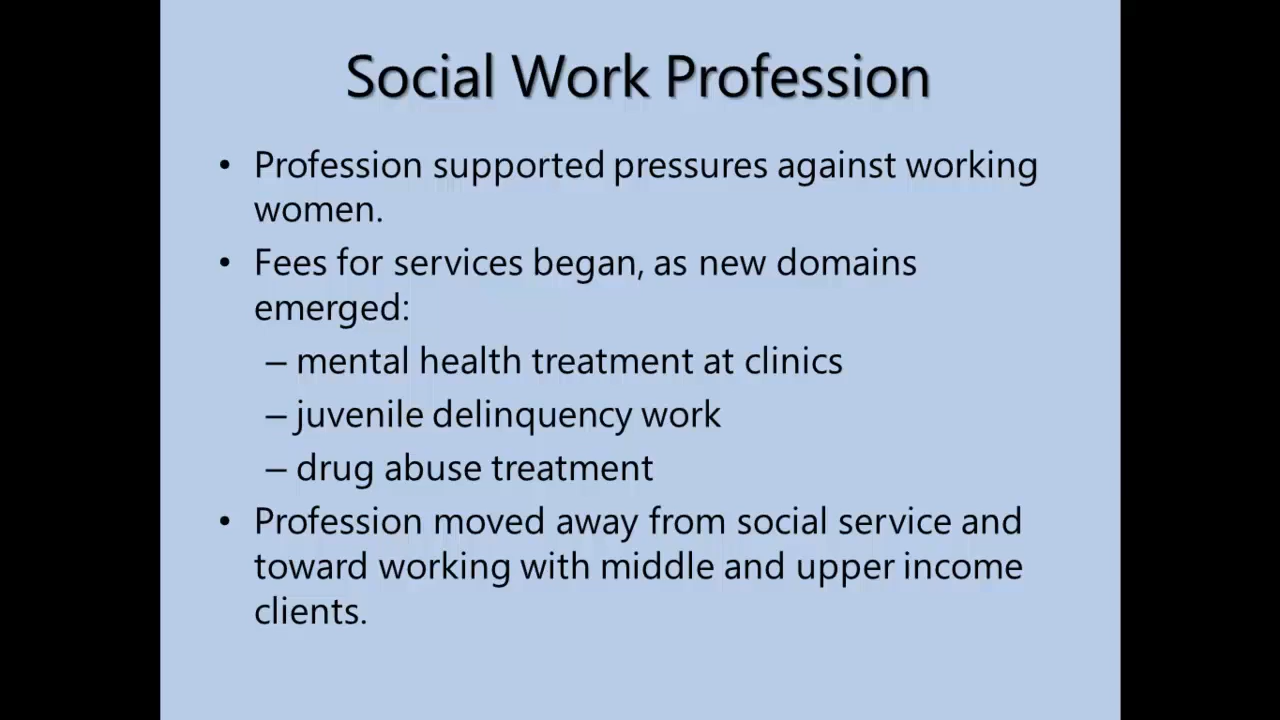 Social Work Profession
• Profession supported pressures against working
women.
• Fees for services began, as new domains
emerged:
– mental health treatment at clinics
– juvenile delinquency work
– drug abuse treatment
• Profession moved away from social service and
toward working with middle and upper income
clients.